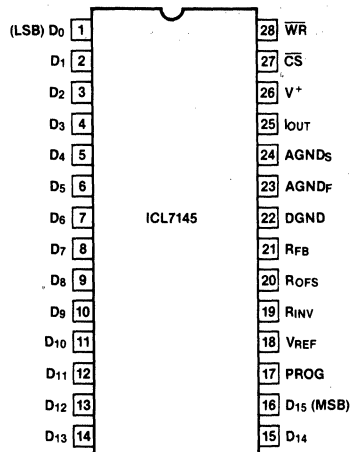 (LSB) D0 1 28 WR
D1 2 27 CS
D2 3 26 V+
D3 4 25 IOUT
D4 5 24 AGNDS
D5 6 23 AGNDF
D6 7 ICL7145 22 DGND
D7 8 21 RFB
D8 9 20 ROFS
D9 10 19 RINV
D10 11 18 VREF
D11 12 17 PROG
D12 13 16 D15 (MSB)
D13 14 15 D14